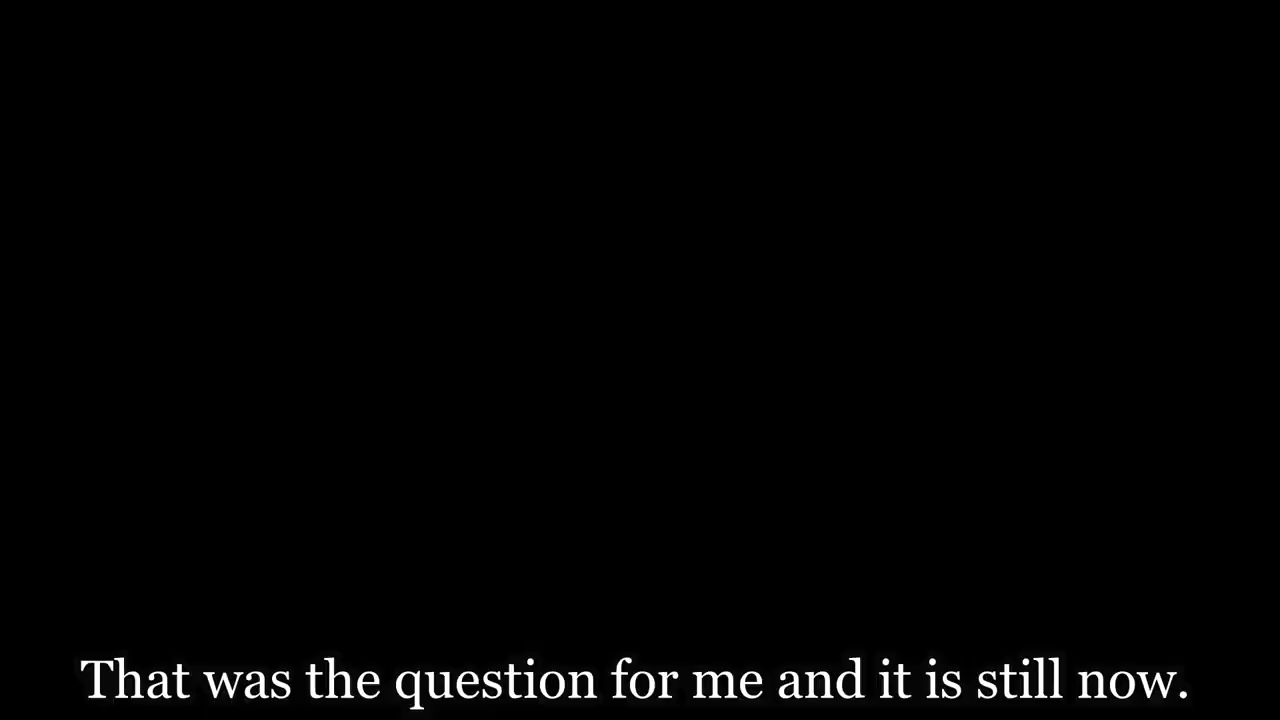 That was the question for me and it is still now.